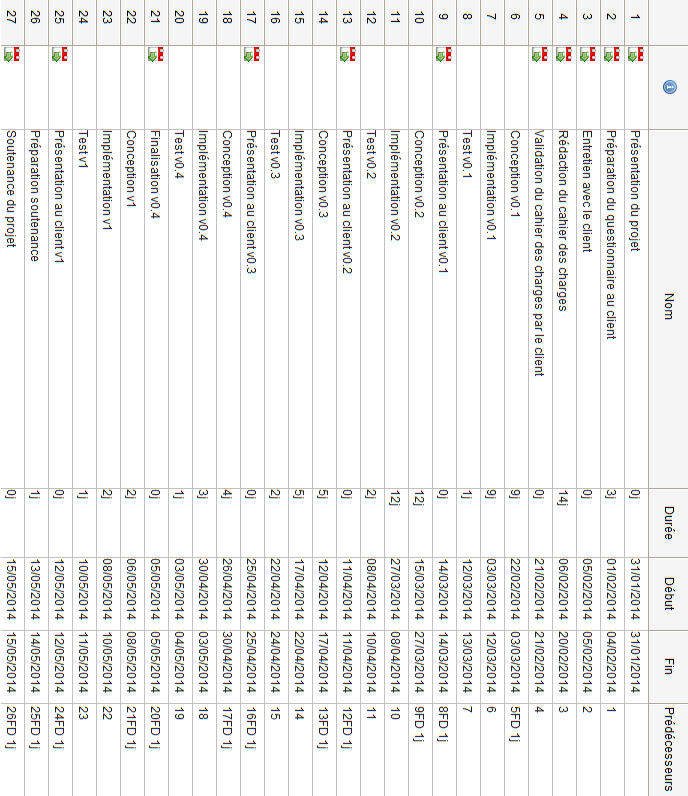 Nom Durée Début Fin Prédécesseurs
1 Présentation du projet 0j 31/01/2014 31/01/2014
2 Préparation du questionnaire au client 3j 01/02/2014 04/02/2014 1
3 Entretien avec le client 0j 05/02/2014 05/02/2014 2
4 Rédaction du cahier des charges 14j 06/02/2014 20/02/2014 3
5 Validation du cahier des charges par le client 0j 21/02/2014 21/02/2014 4
6 Conception v0.1 9j 22/02/2014 03/03/2014 5FD 1j
7 Implémentation v0.1 9j 03/03/2014 12/03/2014 6
8 Test v0.1 1j 12/03/2014 13/03/2014 7
9 Présentation au client v0.1 0j 14/03/2014 14/03/2014 8FD 1j
10 Conception v0.2 12j 15/03/2014 27/03/2014 9FD 1j
11 Implémentation v0.2 12j 27/03/2014 08/04/2014 10
12 Test v0.2 2j 08/04/2014 10/04/2014 11
13 Présentation au client v0.2 0j 11/04/2014 11/04/2014 12FD 1j
14 Conception v0.3 5j 12/04/2014 17/04/2014 13FD 1j
15 Implémentation v0.3 5j 17/04/2014 22/04/2014 14
16 Test v0.3 2j 22/04/2014 24/04/2014 15
17 Présentation au client v0.3 0j 25/04/2014 25/04/2014 16FD 1j
18 Conception v0.4 4j 26/04/2014 30/04/2014 17FD 1j
19 Implémentation v0.4 3j 30/04/2014 03/05/2014 18
20 Test v0.4 1j 03/05/2014 04/05/2014 19
21 Finalisation v0.4 0j 05/05/2014 05/05/2014 20FD 1j
22 Conception v1 2j 06/05/2014 08/05/2014 21FD 1j
23 Implémentation v1 2j 08/05/2014 10/05/2014 22
24 Test v1 1j 10/05/2014 11/05/2014 23
25 Présentation au client v1 0j 12/05/2014 12/05/2014 24FD 1j
26 Préparation soutenance 1j 13/05/2014 14/05/2014 25FD 1j
27 Soutenance du projet 0j 15/05/2014 15/05/2014 26FD 1j